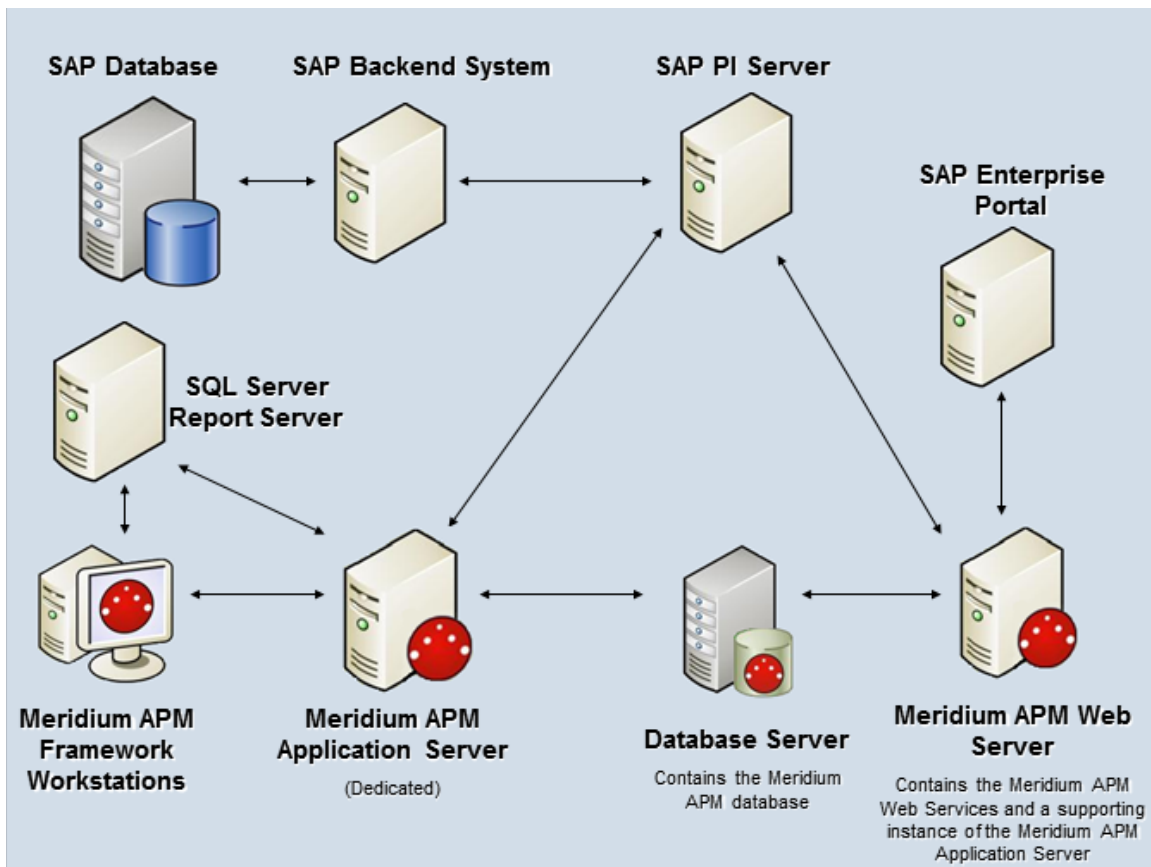 SAP Database
SAP Backend System
SAP PI Server
SAP Enterprise
Portal
SQL Server
Report Server
Meridium APM
Framework
Workstations
Meridium APM
Application Server
(Dedicated)
Database Server
Contains the Meridium
APM database
Meridium APM Web
Server
Contains the Meridium APM
Web Services and a supporting
instance of the Meridium APM
Application Server